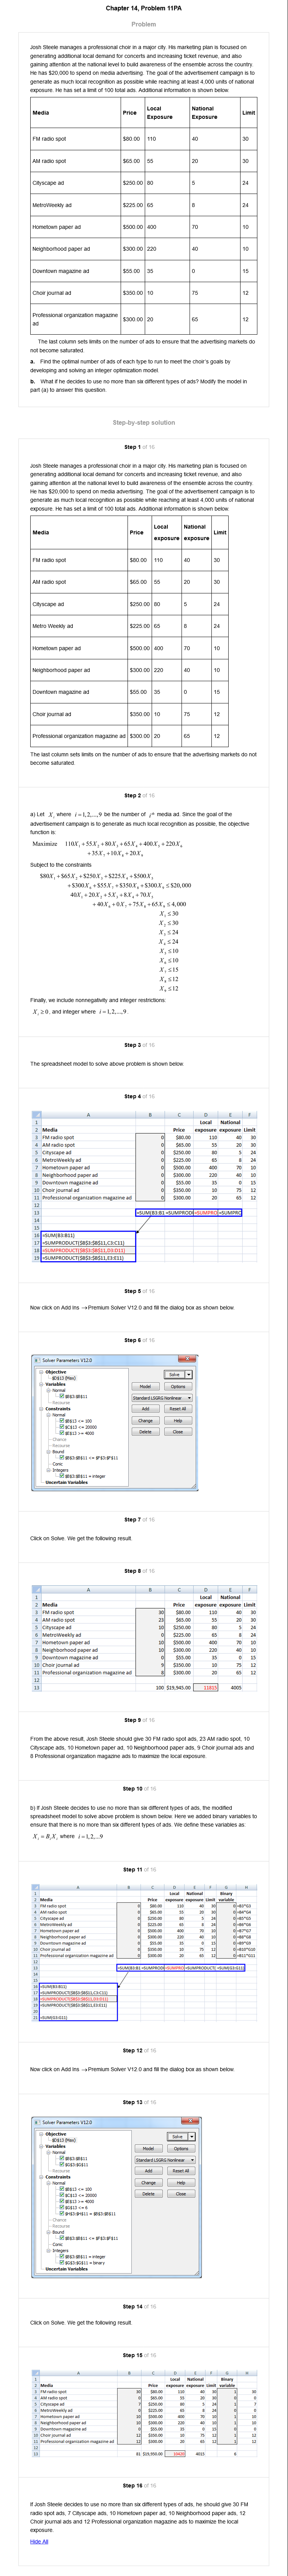 Chapter 14, Problem 11PA
Problem
Josh Steele manages a professional choir in a major city. His marketing plan is focused on
generating additional local demand for concerts and increasing ticket revenue, and also
gaining attention at the national level to build awareness of the ensemble across the country.
He has $20,000 to spend on media advertising. The goal of the advertisement campaign is to
generate as much local recognition as possible while reaching at least 4,000 units of national
exposure. He has set a limit of 100 total ads. Additional information is shown below.
Media Price Local Exposure National Exposure Limit
FM radio spot $80.00 110 40 30
AM radio spot $65.00 55 20 30
Cityscape ad $250.00 80 5 24
MetroWeekly ad $225.00 65 8 24
Hometown paper ad $500.00 400 70 10
Neighborhood paper ad $300.00 220 40 10
Downtown magazine ad $55.00 35 0 15
Choir journal ad $350.00 10 75 12
Professional organization magazine ad $300.00 20 65 12
The last column sets limits on the number of ads to ensure that the advertising markets do
not become saturated.
a. Find the optimal number of ads of each type to run to meet the choir's goals by
developing and solving an integer optimization model.
b. What if he decides to use no more than six different types of ads? Modify the model in
part (a) to answer this question.
Step-by-step solution
Step 1 of 16
Josh Steele manages a professional choir in a major city. His marketing plan is focused on
generating additional local demand for concerts and increasing ticket revenue, and also
gaining attention at the national level to build awareness of the ensemble across the country.
He has $20,000 to spend on media advertising. The goal of the advertisement campaign is to
generate as much local recognition as possible while reaching at least 4,000 units of national
exposure. He has set a limit of 100 total ads. Additional information is shown below.
Media Price Local exposure National exposure Limit
FM radio spot $80.00 110 40 30
AM radio spot $65.00 55 20 30
Cityscape ad $250.00 80 5 24
Metro Weekly ad $225.00 65 8 24
Hometown paper ad $500.00 400 70 10
Neighborhood paper ad $300.00 220 40 10
Downtown magazine ad $55.00 35 0 15
Choir journal ad $350.00 10 75 12
Professional organization magazine ad $300.00 20 65 12
The last column sets limits on the number of ads to ensure that the advertising markets do not
become saturated.
Step 2 of 16
a) Let Xᵢ where i=1,2,...,9 be the number of iᵗʰ media ad. Since the goal of the
advertisement campaign is to generate as much local recognition as possible, the objective
function is:
Maximize 110X₁+55X₂+80X₃+65X₄+400X₅+220X₆
+35X₇+10X₈+20X₉
Subject to the constraints
$80X₁+$65X₂+$250X₃+$225X₄+$500X₅
+$300X₆+$55X₇+$350X₈+$300X₉ ≤ $20,000
40X₁+20X₂+5X₃+8X₄+70X₅
+40X₆+0X₇+75X₈+65X₉ ≤ 4,000
X₁ ≤ 30
X₂ ≤ 30
X₃ ≤ 24
X₄ ≤ 24
X₅ ≤ 10
X₆ ≤ 10
X₇ ≤ 15
X₈ ≤ 12
X₉ ≤ 12
Finally, we include nonnegativity and integer restrictions:
Xᵢ ≥ 0, and integer where i=1,2,...,9.
Step 3 of 16
The spreadsheet model to solve above problem is shown below.
Step 4 of 16
A B C D E F
1 Local National
2 Media Price exposure exposure Limit
3 FM radio spot 0 $80.00 110 40 30
4 AM radio spot 0 $65.00 55 20 30
5 Cityscape ad 0 $250.00 80 5 24
6 MetroWeekly ad 0 $225.00 65 8 24
7 Hometown paper ad 0 $500.00 400 70 10
8 Neighborhood paper ad 0 $300.00 220 40 10
9 Downtown magazine ad 0 $55.00 35 0 15
10 Choir journal ad 0 $350.00 10 75 12
11 Professional organization magazine ad 0 $300.00 20 65 12
12
13 =SUM(B3:B1 =SUMPRODI =SUMPRO =SUMPRO
14
15
16 =SUM(B3:B11)
17 =SUMPRODUCT($B$3:$B$11,C3:C11)
18 =SUMPRODUCT($B$3:$B$11,D3:D11)
19 =SUMPRODUCT($B$3:$B$11,E3:E11)
Step 5 of 16
Now click on Add Ins →Premium Solver V12.0 and fill the dialog box as shown below.
Step 6 of 16
Solver Parameters V12.0
Objective
$D$13 (Max)
Variables
Normal
$B$3:$B$11
Recourse
Constraints
Normal
$B$13 <= 100
$C$13 <= 20000
$E$13 >= 4000
Chance
Recourse
Bound
$B$3:$B$11 <= $F$3:$F$11
Conic
Integers
$B$3:$B$11 = integer
Uncertain Variables
Solve
Model Options
Standard LSGRG Nonlinear
Add Reset All
Change Help
Delete Close
Step 7 of 16
Click on Solve. We get the following result.
Step 8 of 16
A B C D E F
1 Local National
2 Media Price exposure exposure Limit
3 FM radio spot 30 $80.00 110 40 30
4 AM radio spot 23 $65.00 55 20 30
5 Cityscape ad 10 $250.00 80 5 24
6 MetroWeekly ad 0 $225.00 65 8 24
7 Hometown paper ad 10 $500.00 400 70 10
8 Neighborhood paper ad 10 $300.00 220 40 10
9 Downtown magazine ad 0 $55.00 35 0 15
10 Choir journal ad 9 $350.00 10 75 12
11 Professional organization magazine ad 8 $300.00 20 65 12
12
13 100 $19,945.00 11815 4005
Step 9 of 16
From the above result, Josh Steele should give 30 FM radio spot ads, 23 AM radio spot, 10
Cityscape ads, 10 Hometown paper ad, 10 Neighborhood paper ads, 9 Choir journal ads and
8 Professional organization magazine ads to maximize the local exposure.
Step 10 of 16
b) If Josh Steele decides to use no more than six different types of ads, the modified
spreadsheet model to solve above problem is shown below. Here we added binary variables to
ensure that there is no more than six different types of ads. We define these variables as:
Xᵢ = BᵢXᵢ where i=1,2,...9
Step 11 of 16
A B C D E F G H
1 Local National Binary
2 Media Price exposure exposure Limit variable
3 FM radio spot 0 $80.00 110 40 30 0 =B3*G3
4 AM radio spot 0 $65.00 55 20 30 0 =B4*G4
5 Cityscape ad 0 $250.00 80 5 24 0 =B5*G5
6 MetroWeekly ad 0 $225.00 65 8 24 0 =B6*G6
7 Hometown paper ad 0 $500.00 400 70 10 0 =B7*G7
8 Neighborhood paper ad 0 $300.00 220 40 10 0 =B8*G8
9 Downtown magazine ad 0 $55.00 35 0 15 0 =B9*G9
10 Choir journal ad 0 $350.00 10 75 12 0 =B10*G10
11 Professional organization magazine ad 0 $300.00 20 65 12 0 =B11*G11
12
=SUM(B3:B11)
=SUMPRODUCT($B$3:$B$11,C3:C11)
=SUMPRODUCT($B$3:$B$11,D3:D11)
=SUMPRODUCT($B$3:$B$11,E3:E11)
=SUM(G3:G11)
Step 12 of 16
Now click on Add Ins →Premium Solver V12.0 and fill the dialog box as shown below.
Step 13 of 16
Solver Parameters V12.0
Objective
$D$13 (Max)
Variables
Normal
$B$3:$B$11
$G$3:$G$11
Recourse
Constraints
Normal
$B$13 <= 100
$C$13 <= 20000
$E$13 >= 4000
$G$13 <= 6
$H$3:$H$11 = $B$3:$B$11
Chance
Recourse
Bound
$B$3:$B$11 <= $F$3:$F$11
Conic
Integers
$B$3:$B$11 = integer
$G$3:$G$11 = binary
Uncertain Variables
Solve
Model Options
Standard LSGRG Nonlinear
Add Reset All
Change Help
Delete Close
Step 14 of 16
Click on Solve. We get the following result.
Step 15 of 16
A B C D E F G H
1 Local National Binary
2 Media Price exposure exposure Limit variable
3 FM radio spot 30 $80.00 110 40 30 1 30
4 AM radio spot 0 $65.00 55 20 30 0 0
5 Cityscape ad 7 $250.00 80 5 24 1 7
6 MetroWeekly ad 0 $225.00 65 8 24 0 0
7 Hometown paper ad 10 $500.00 400 70 10 1 10
8 Neighborhood paper ad 10 $300.00 220 40 10 1 10
9 Downtown magazine ad 0 $55.00 35 0 15 0 0
10 Choir journal ad 12 $350.00 10 75 12 1 12
11 Professional organization magazine ad 12 $300.00 20 65 12 1 12
12
13 81 $19,950.00 10420 4015 6
Step 16 of 16
If Josh Steele decides to use no more than six different types of ads, he should give 30 FM
radio spot ads, 7 Cityscape ads, 10 Hometown paper ad, 10 Neighborhood paper ads, 12
Choir journal ads and 12 Professional organization magazine ads to maximize the local
exposure.
Hide All